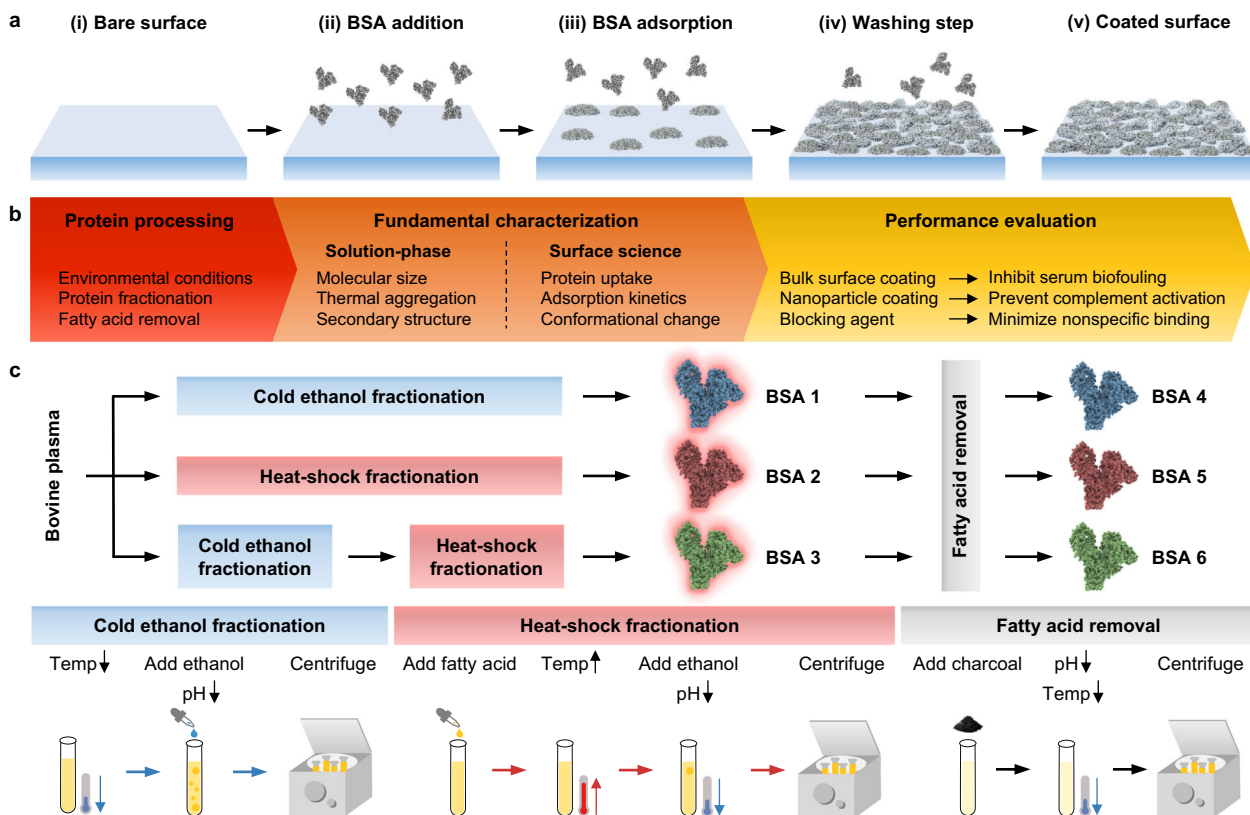 a
(i) Bare surface
(ii) BSA addition
(iii) BSA adsorption
(iv) Washing step
(v) Coated surface
b
Protein processing
Environmental conditions
Protein fractionation
Fatty acid removal
Fundamental characterization
Solution-phase
Molecular size
Thermal aggregation
Secondary structure
Surface science
Protein uptake
Adsorption kinetics
Conformational change
Performance evaluation
Bulk surface coating
Inhibit serum biofouling
Nanoparticle coating
Prevent complement activation
Blocking agent
Minimize nonspecific binding
c
Bovine plasma
Cold ethanol fractionation
BSA 1
BSA 4
Heat-shock fractionation
BSA 2
BSA 5
Cold ethanol
fractionation
Heat-shock
fractionation
BSA 3
BSA 6
Fatty acid removal
Cold ethanol fractionation
Temp
Add ethanol
pH
Centrifuge
Heat-shock fractionation
Add fatty acid
Temp
Add ethanol
pH
Centrifuge
Fatty acid removal
Add charcoal
pH
Temp
Centrifuge